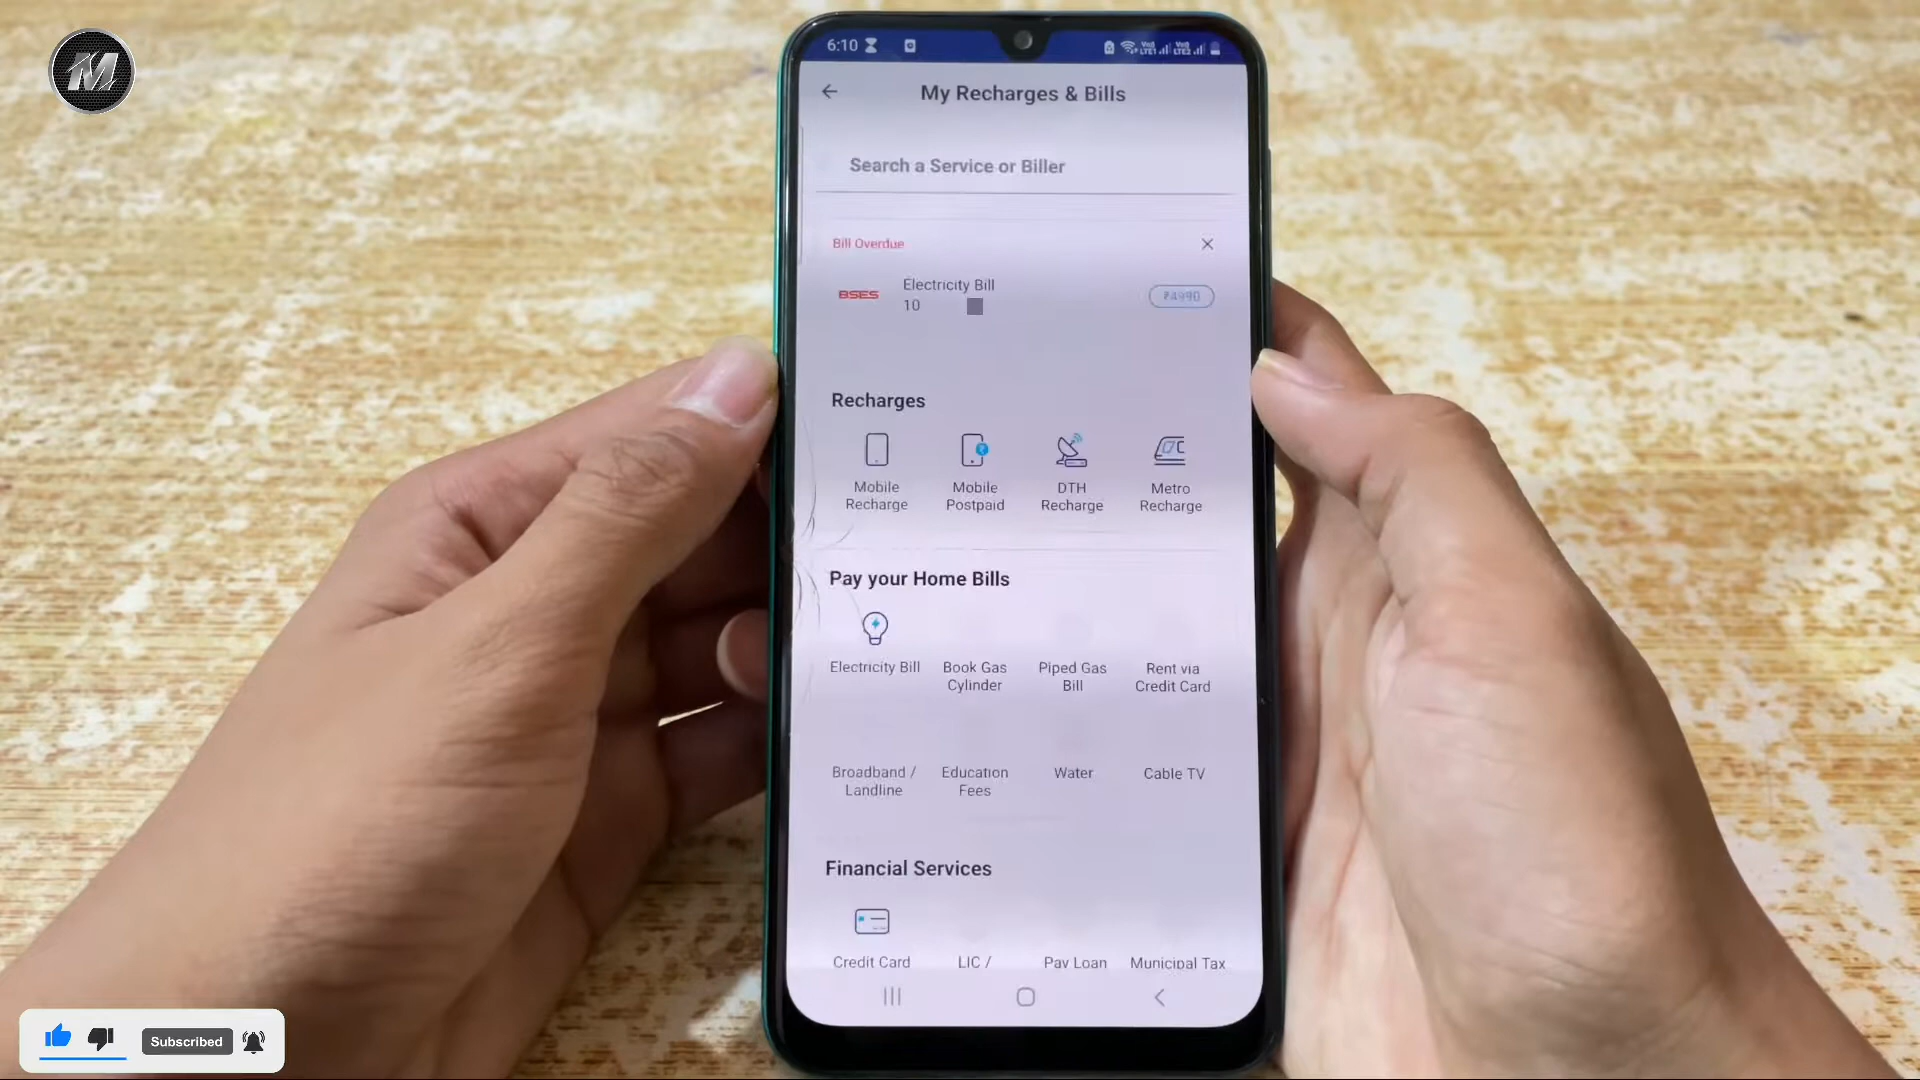 M
6:10
My Recharges & Bills
Search a Service or Biller
Bill Overdue
BSES
Electricity Bill
10
₹4990
Recharges
Mobile Recharge
Mobile Postpaid
DTH Recharge
Metro Recharge
Pay your Home Bills
Electricity Bill
Book Gas Cylinder
Piped Gas Bill
Rent via Credit Card
Broadband / Landline
Education Fees
Water
Cable TV
Financial Services
Credit Card
LIC /
Pay Loan
Municipal Tax
Subscribed